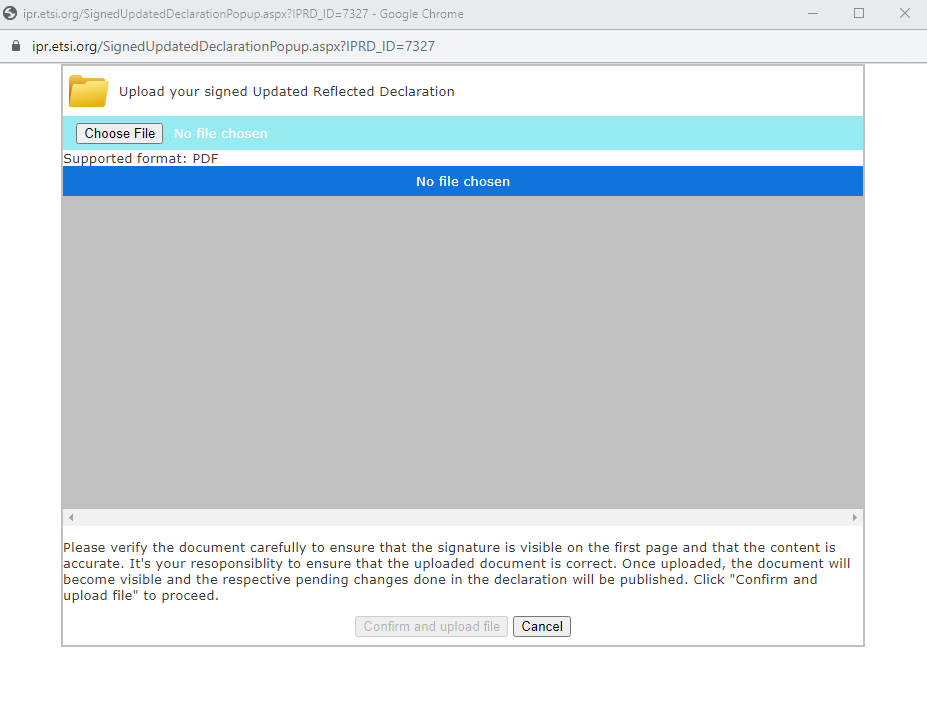 ipr.etsi.org/SignedUpdatedDeclarationPopup.aspx?IPRD_ID=7327 - Google Chrome
ipr.etsi.org/SignedUpdatedDeclarationPopup.aspx?IPRD_ID=7327
Upload your signed Updated Reflected Declaration
Choose File No file chosen
Supported format: PDF
No file chosen
Please verify the document carefully to ensure that the signature is visible on the first page and that the content is
accurate. It's your resoponsiblity to ensure that the uploaded document is correct. Once uploaded, the document will
become visible and the respective pending changes done in the declaration will be published. Click "Confirm and
upload file" to proceed.
Confirm and upload file Cancel